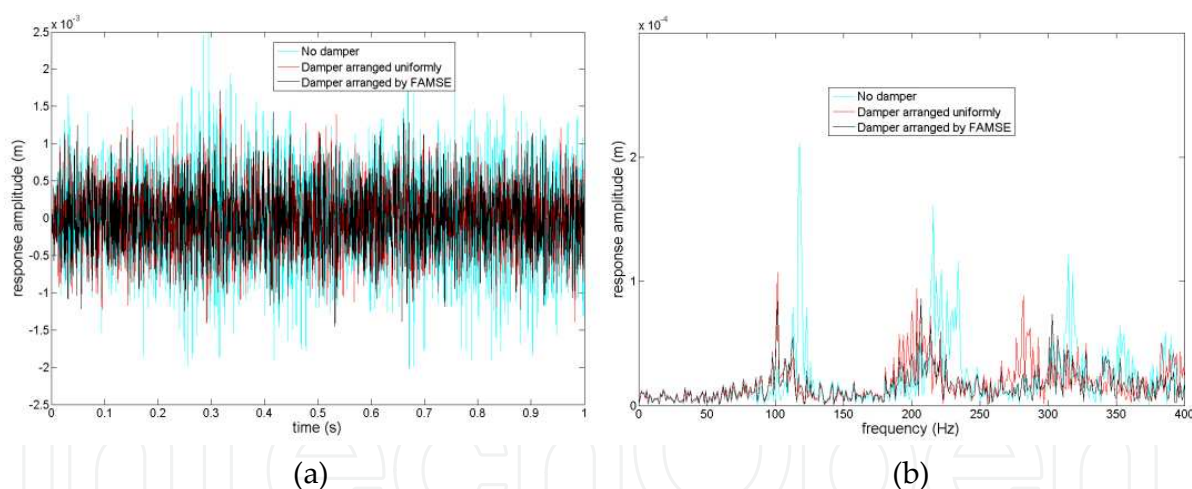 x 10⁻³
2.5
2
1.5
1
0.5
0
-0.5
-1
-1.5
-2
-2.5
response amplitude (m)
No damper
Damper arranged uniformly
Damper arranged by FAMSE
0 0.1 0.2 0.3 0.4 0.5 0.6 0.7 0.8 0.9 1
time (s)
(a)
x 10⁻⁴
2
1
0
response amplitude (m)
No damper
Damper arranged uniformly
Damper arranged by FAMSE
0 50 100 150 200 250 300 350 400
frequency (Hz)
(b)